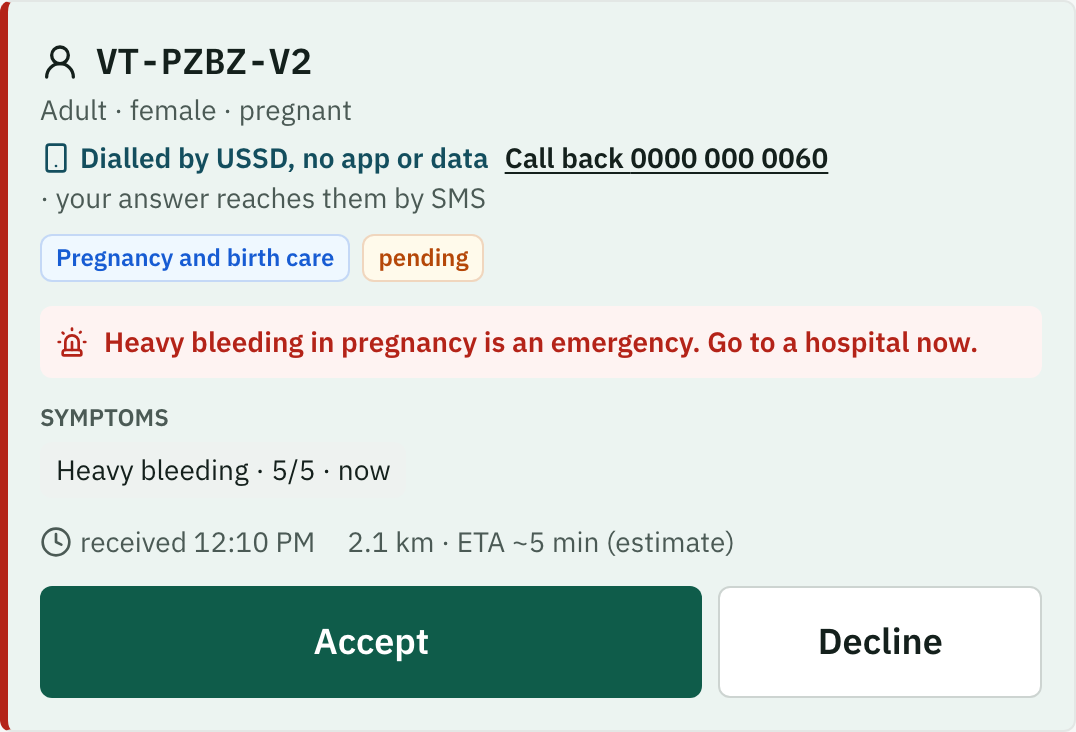 VT-PZBZ-V2
Adult · female · pregnant
Dialled by USSD, no app or data Call back 0000 000 0060
· your answer reaches them by SMS
Pregnancy and birth care pending
Heavy bleeding in pregnancy is an emergency. Go to a hospital now.
SYMPTOMS
Heavy bleeding · 5/5 · now
received 12:10 PM 2.1 km · ETA ~5 min (estimate)
Accept Decline